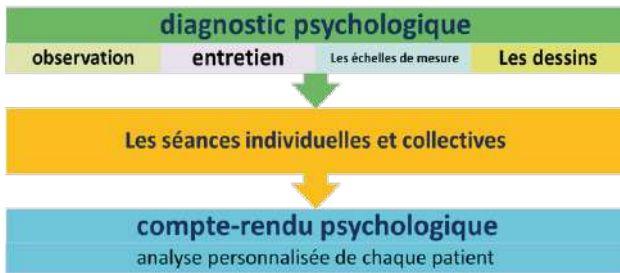 diagnostic psychologique
observation entretien Les échelles de mesure Les dessins
Les séances individuelles et collectives
compte-rendu psychologique
analyse personnalisée de chaque patient